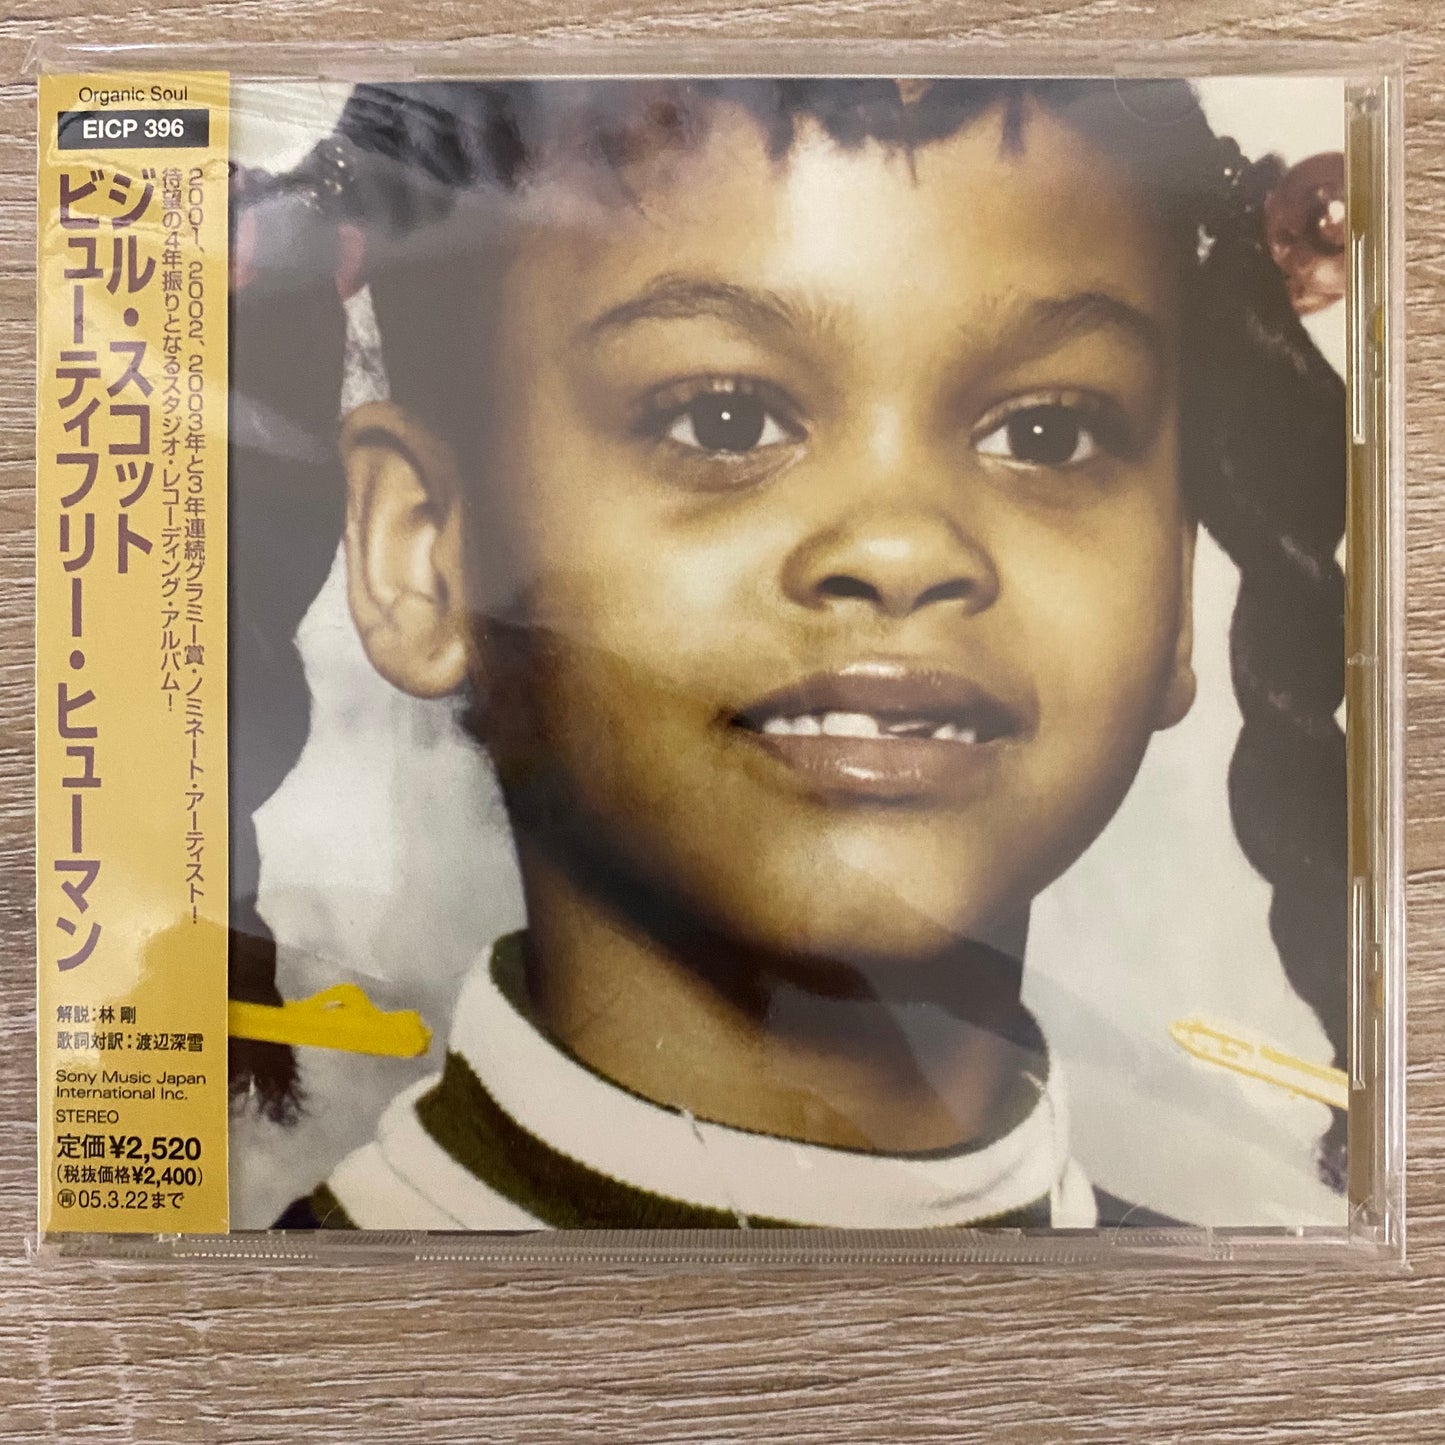 Organic Soul
EICP 396
2001、2002、2003年と3年連続グラミー賞・ノミネート・アーティスト!
待望の4年振りとなるスタジオ・レコーディング・アルバム!
ジル・スコット
ビューティフリー・ヒューマン
解説:林 剛
歌詞対訳:渡辺深雪
Sony Music Japan
International Inc.
STEREO
定価¥2,520
(税抜価格¥2,400)
再05.3.22まで